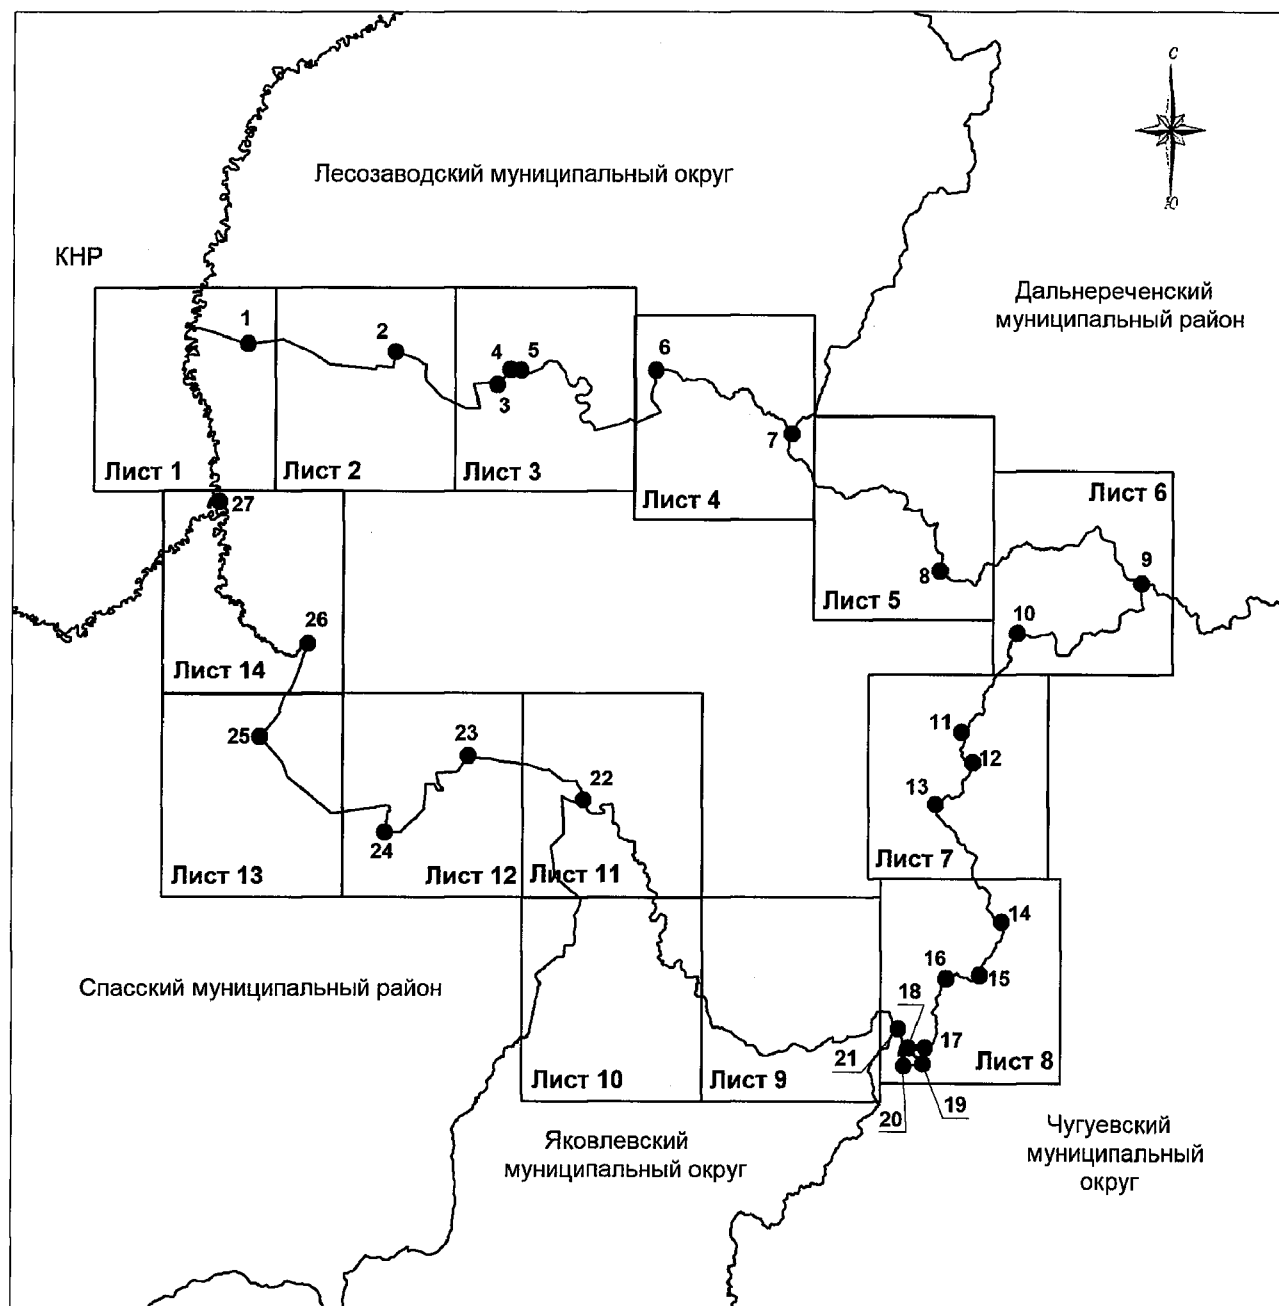 С
Ю
Лесозаводский муниципальный округ
КНР
Дальнереченский
муниципальный район
1
2
3
4
5
6
7
Лист 1
Лист 2
Лист 3
Лист 4
Лист 5
Лист 6
8
9
10
27
26
Лист 14
25
23
22
24
Лист 13
Лист 12
Лист 11
11
12
13
Лист 7
14
15
16
17
18
19
20
21
Лист 8
Лист 10
Лист 9
Спасский муниципальный район
Яковлевский
муниципальный округ
Чугуевский
муниципальный
округ